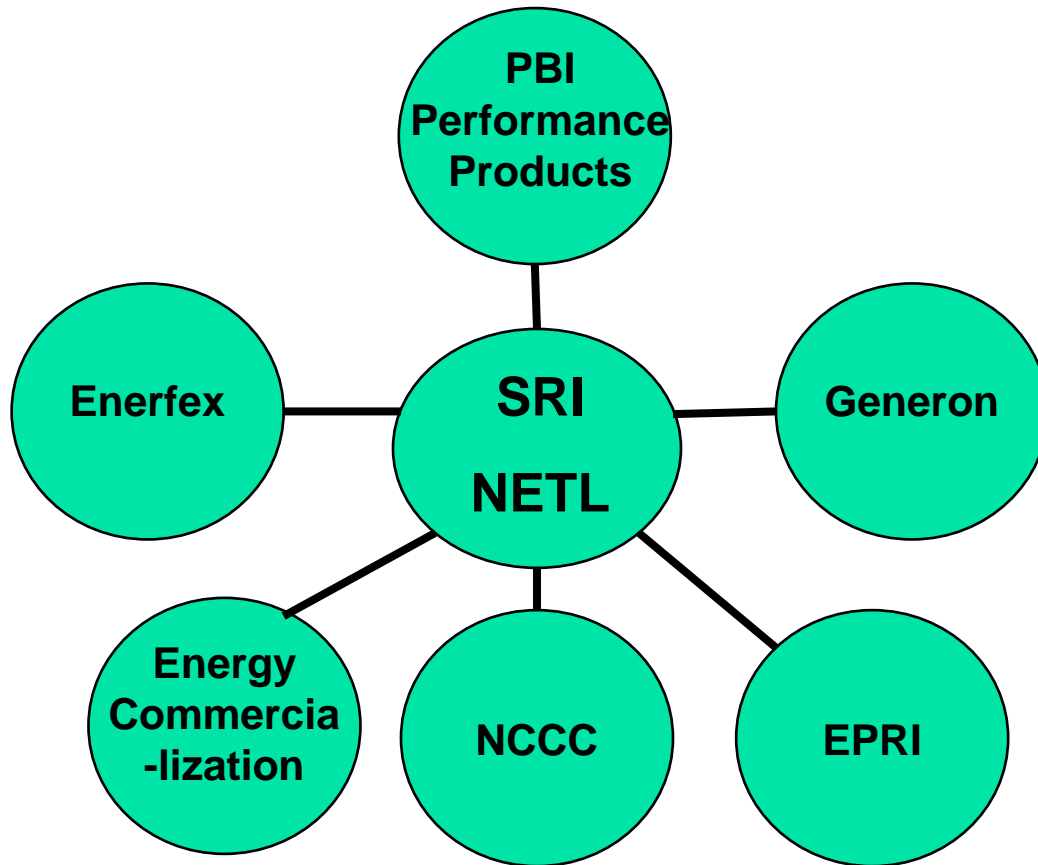 PBI
Performance
Products
Enerfex
SRI
NETL
Generon
Energy
Commercia
-lization
NCCC
EPRI